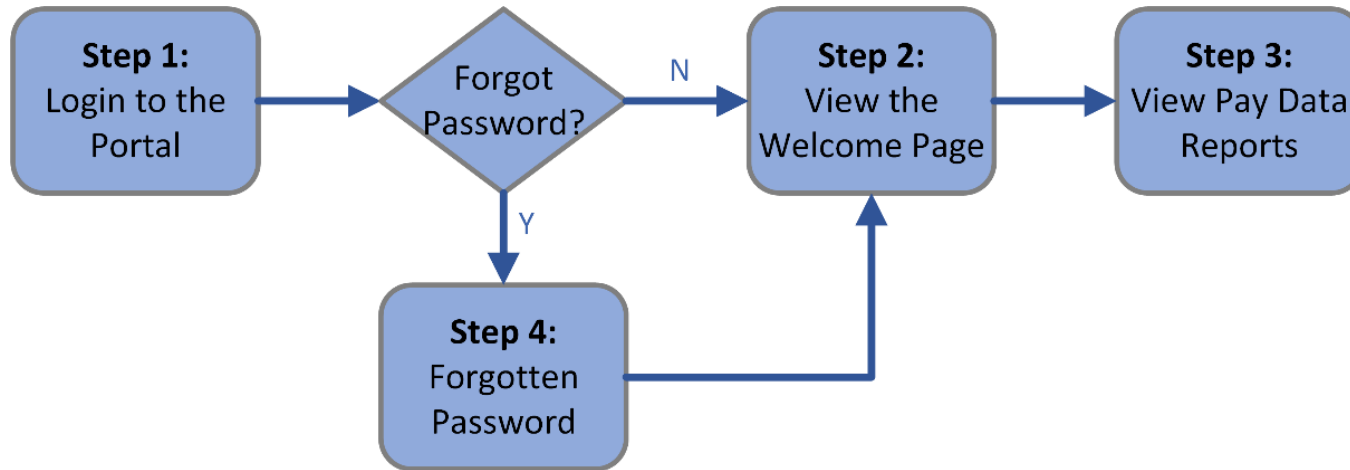 Step 1:
Login to the
Portal
Forgot
Password?
N
Step 2:
View the
Welcome Page
Step 3:
View Pay Data
Reports
Y
Step 4:
Forgotten
Password